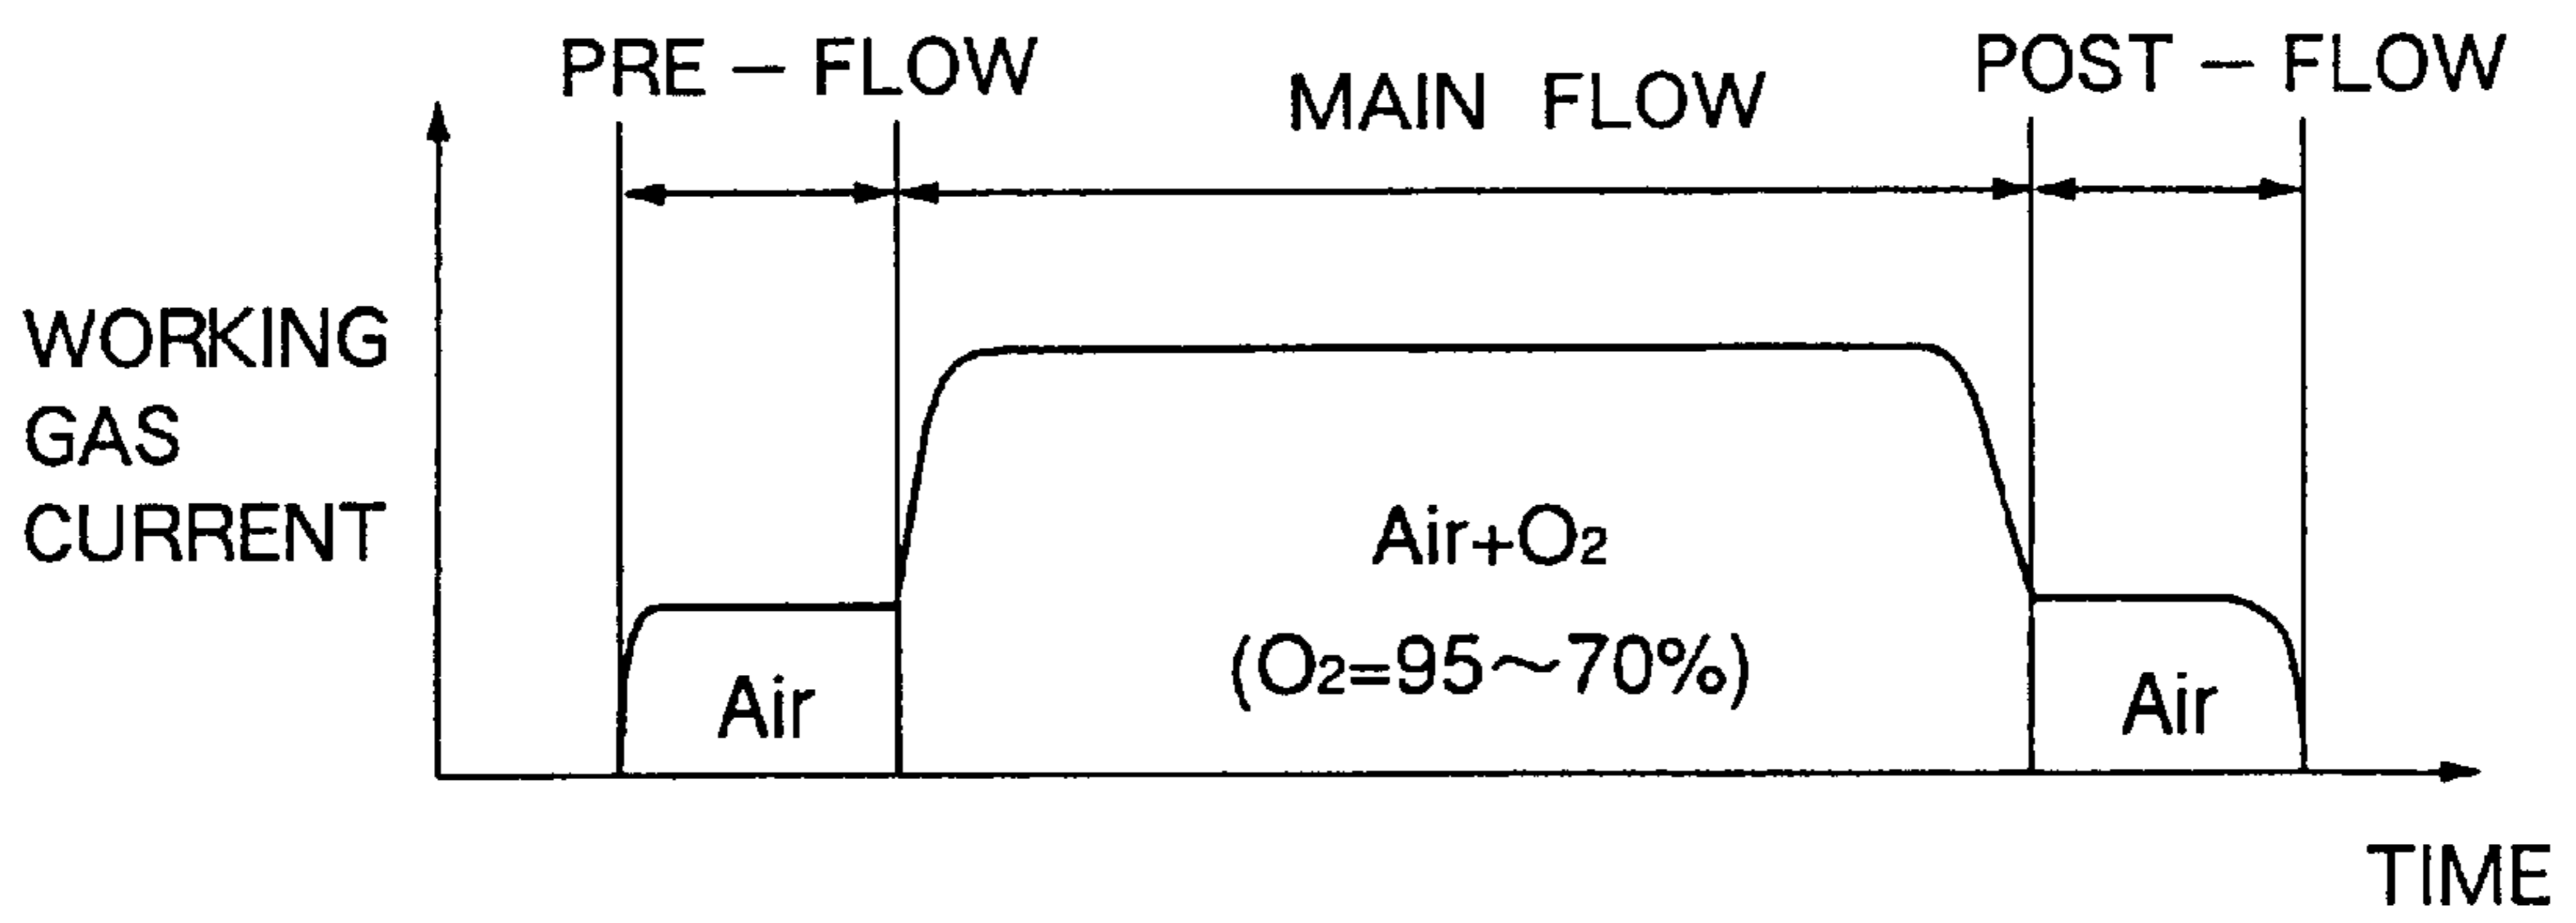 PRE – FLOW
MAIN FLOW
POST – FLOW
WORKING
GAS
CURRENT
Air+O₂
(O₂=95～70%)
Air
Air
TIME